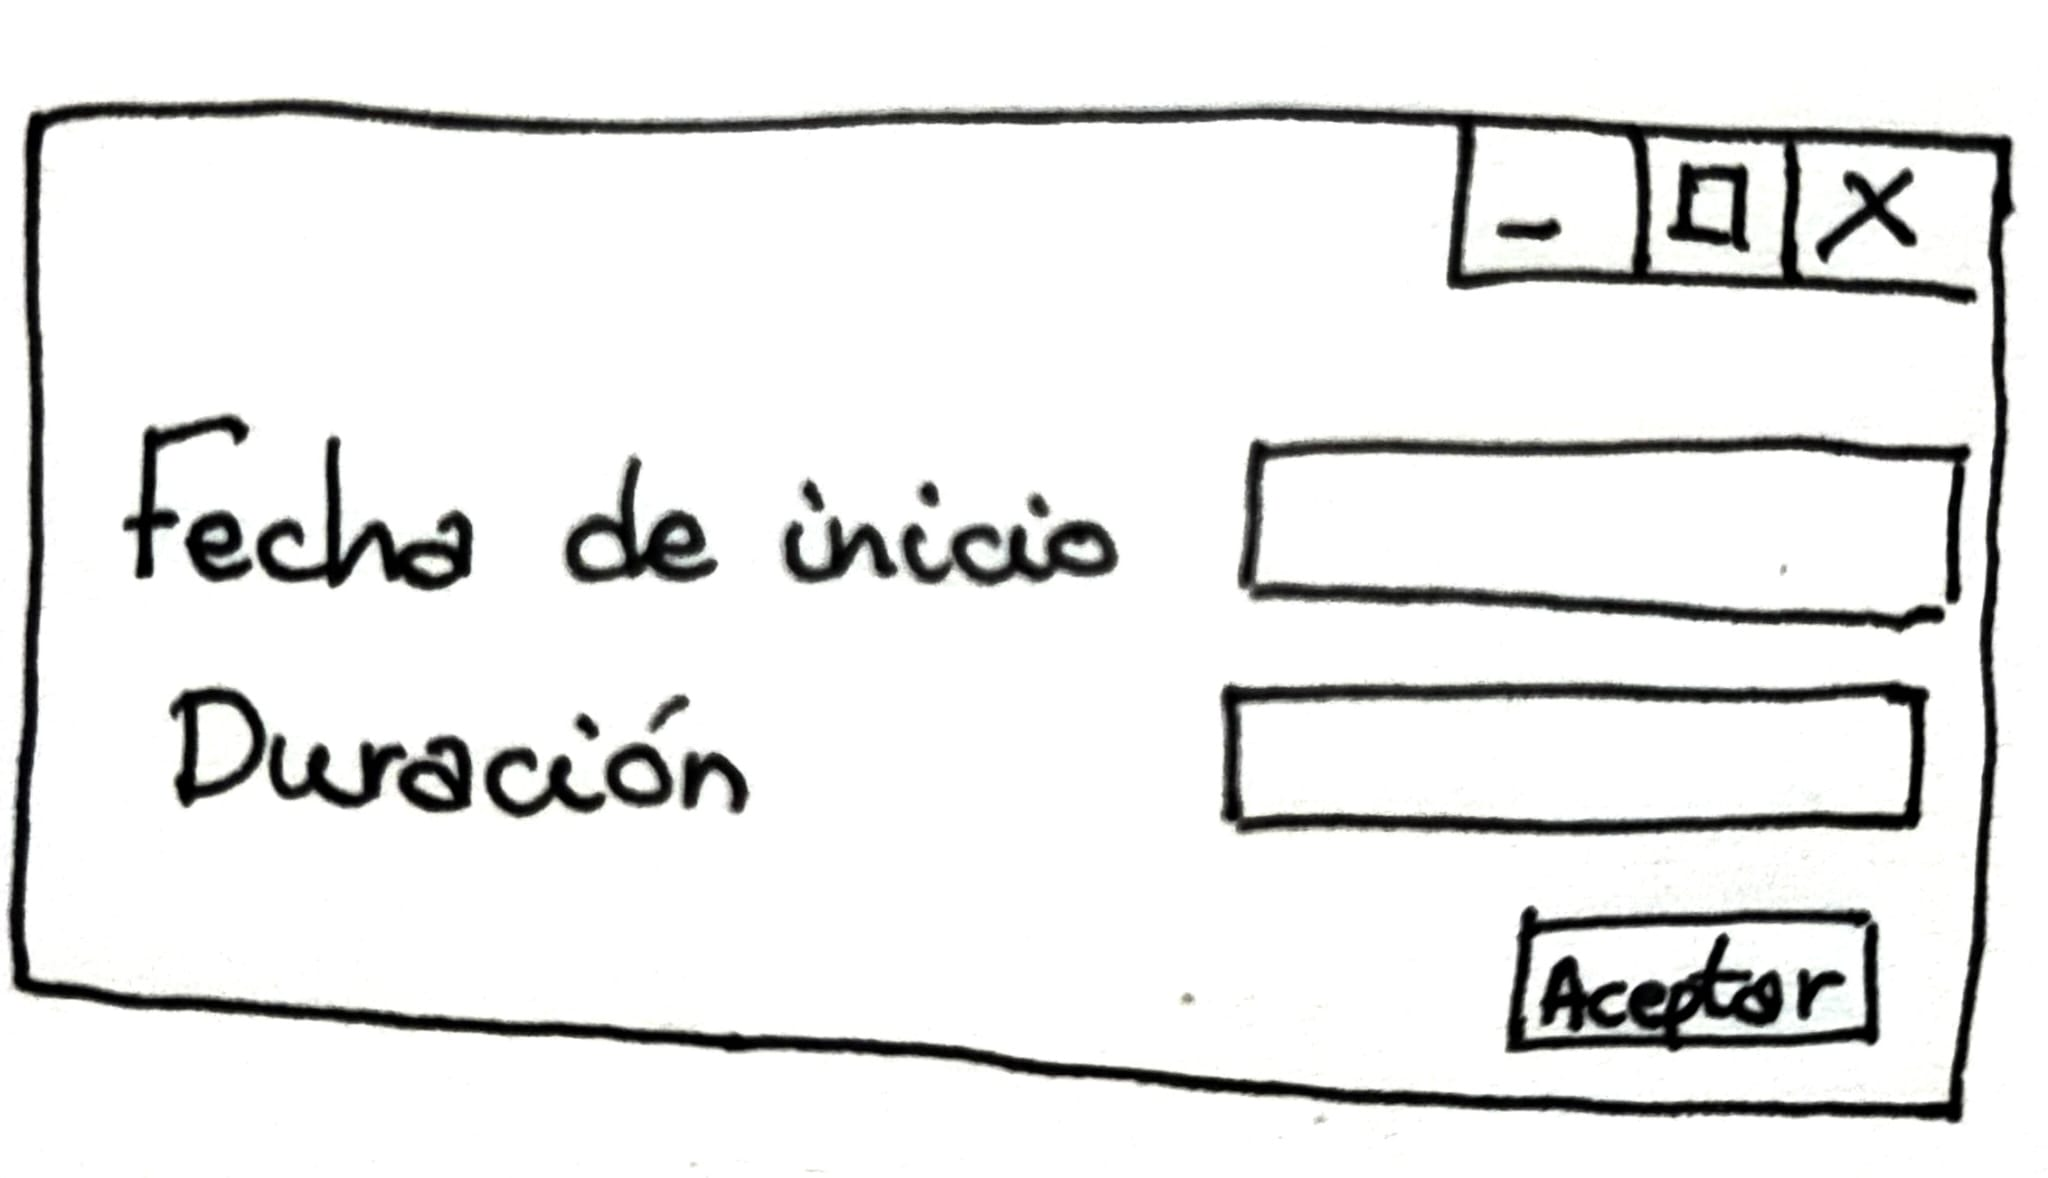 Fecha de inicio
Duración
Aceptar